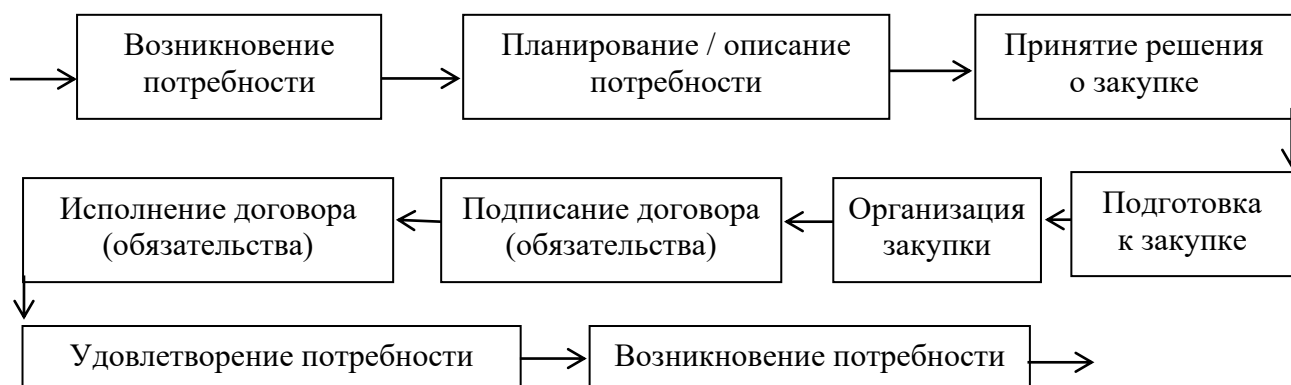 Возникновение
потребности
Планирование / описание
потребности
Принятие решения
о закупке
Подготовка
к закупке
Организация
закупки
Подписание договора
(обязательства)
Исполнение договора
(обязательства)
Удовлетворение потребности
Возникновение потребности